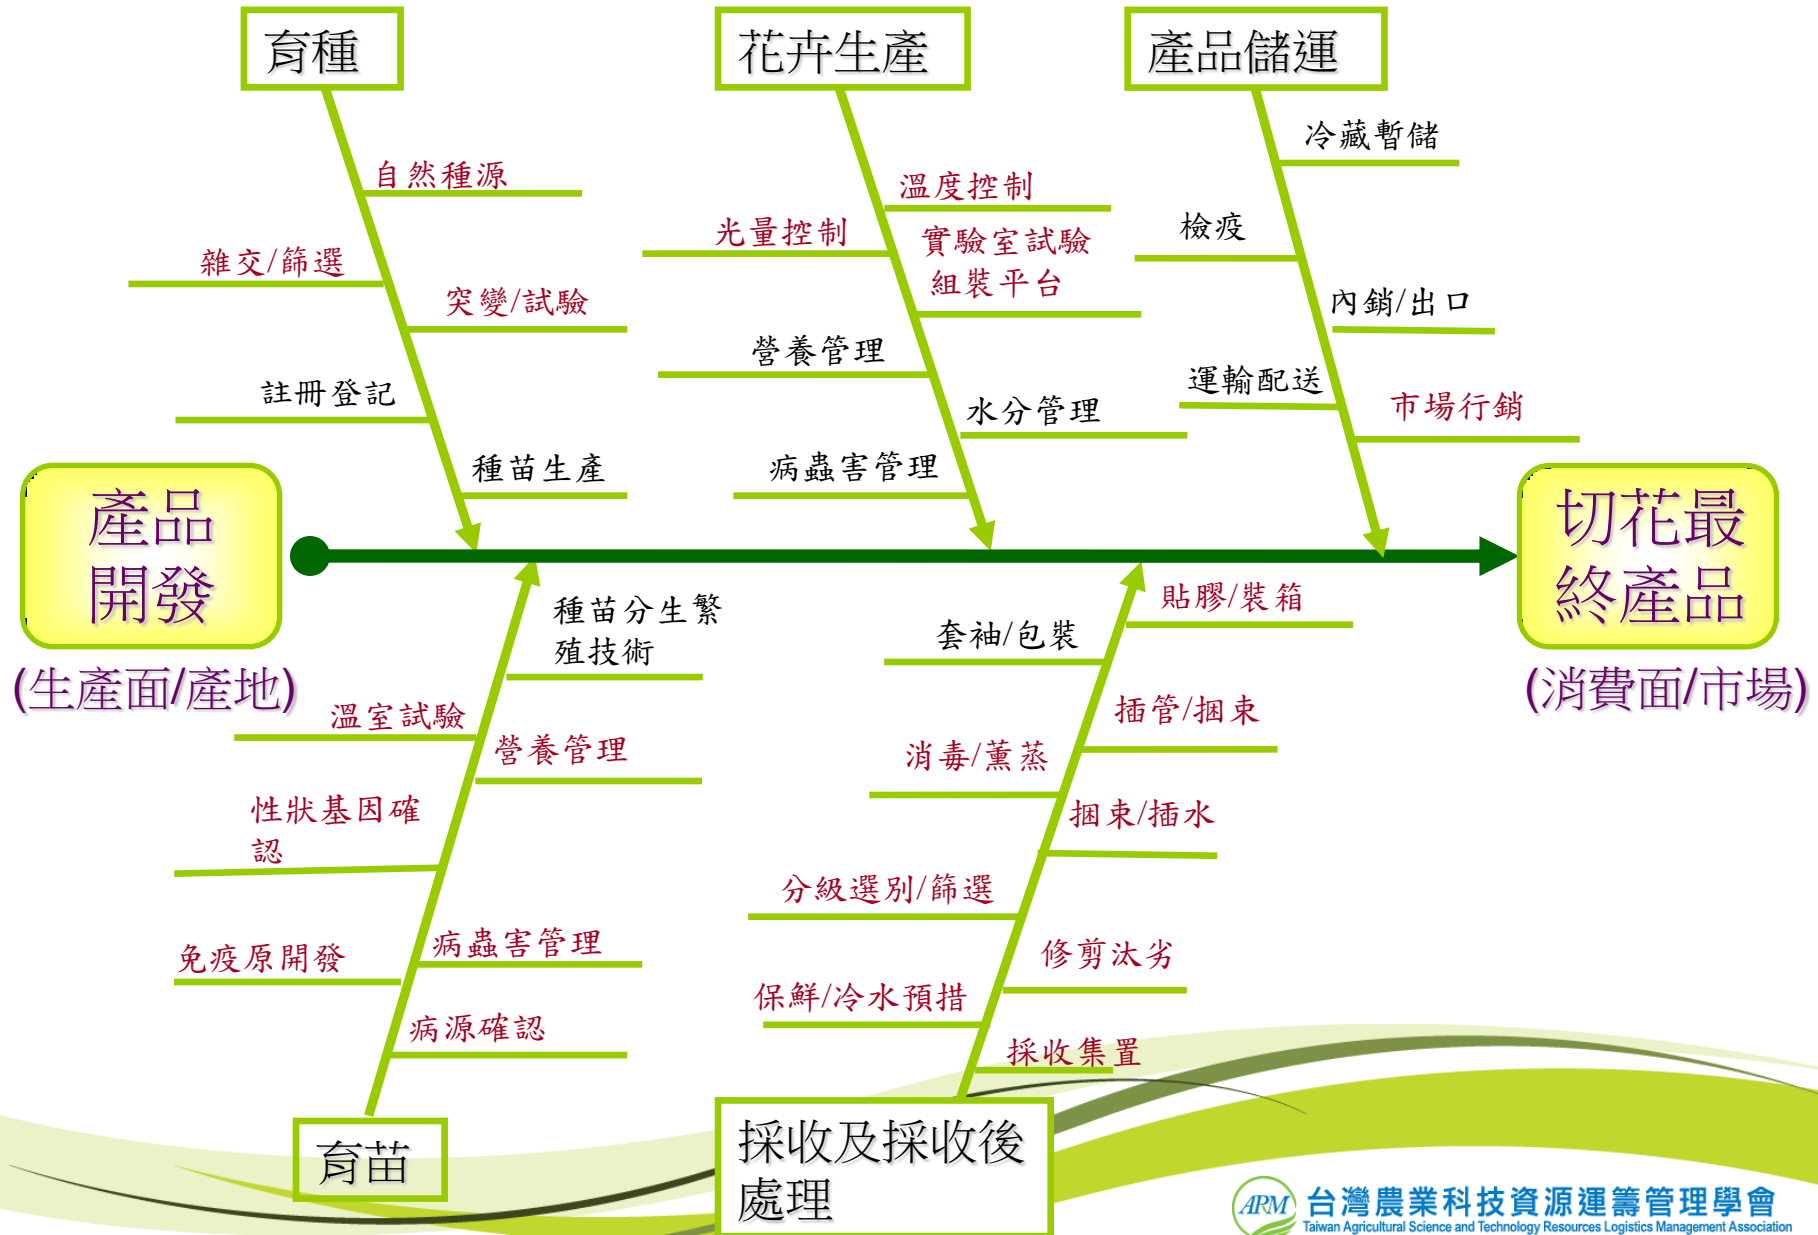 育種
花卉生產
產品儲運
冷藏暫儲
自然種源
溫度控制
光量控制
檢疫
實驗室試驗
組裝平台
雜交/篩選
突變/試驗
內銷/出口
營養管理
運輸配送
註冊登記
水分管理
市場行銷
種苗生產
病蟲害管理
產品
開發
切花最
終產品
(生產面/產地)
(消費面/市場)
種苗分生繁
殖技術
貼膠/裝箱
套袖/包裝
溫室試驗
插管/捆束
營養管理
消毒/薰蒸
性狀基因確
認
捆束/插水
分級選別/篩選
病蟲害管理
免疫原開發
修剪汰劣
保鮮/冷水預措
病源確認
採收集置
育苗
採收及採收後
處理
ARM
台灣農業科技資源運籌管理學會
Taiwan Agricultural Science and Technology Resources Logistics Management Association